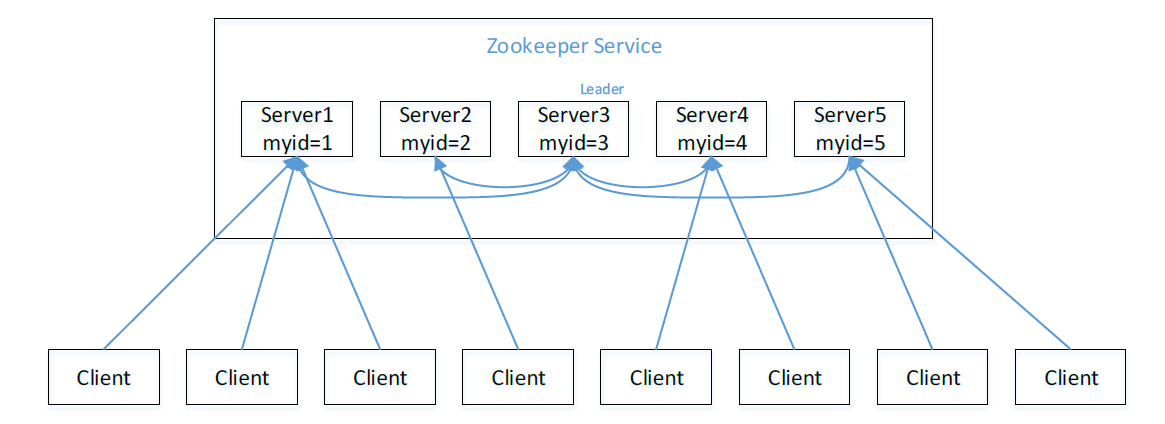 Zookeeper Service
Leader
Server1
myid=1
Server2
myid=2
Server3
myid=3
Server4
myid=4
Server5
myid=5
Client
Client
Client
Client
Client
Client
Client
Client